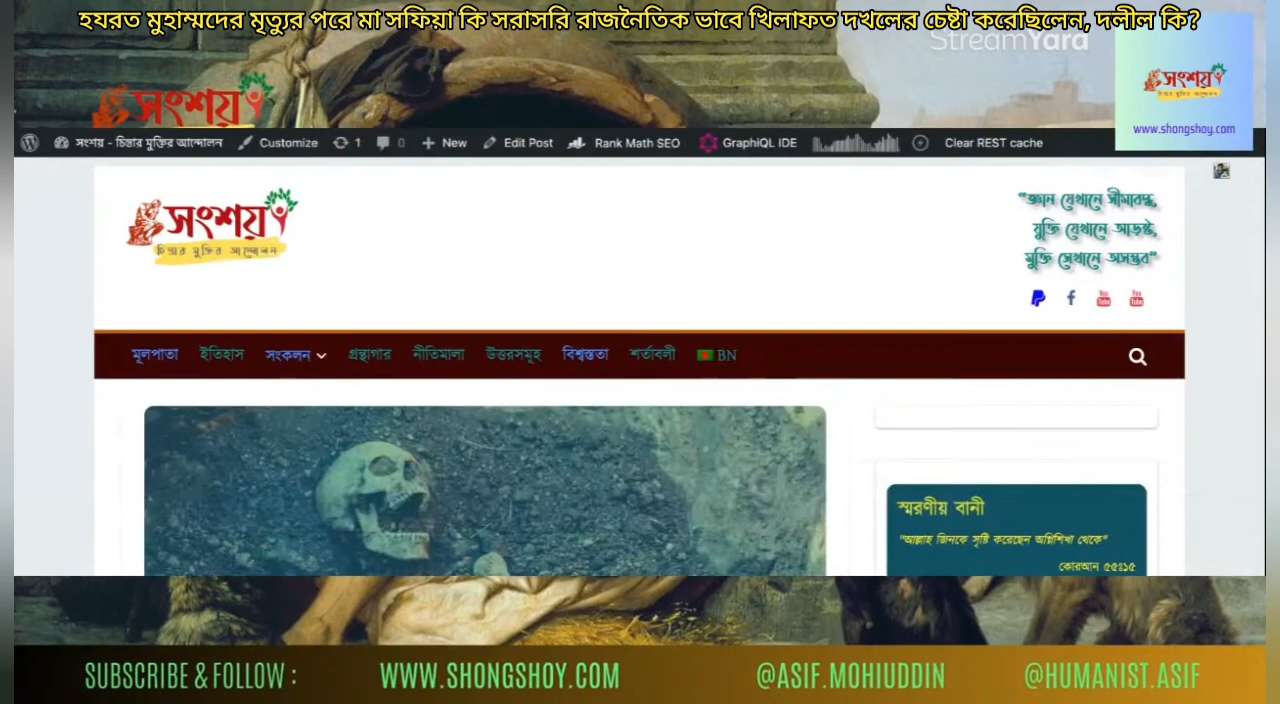 হযরত মুহাম্মদের মৃত্যুর পরে মা সফিয়া কি সরাসরি রাজনৈতিক ভাবে খিলাফত দখলের চেষ্টা করেছিলেন, দলীল কি?
StreamYard
সংশয়
সংশয়
চিন্তার মুক্তির আন্দোলন
www.shongshoy.com
সংশয় - চিন্তার মুক্তির আন্দোলন Customize 1 0 New Edit Post Rank Math SEO GraphiQL IDE Clear REST cache
সংশয়
চিন্তার মুক্তির আন্দোলন
"জ্ঞান যেখানে সীমাবদ্ধ,
যুক্তি যেখানে আড়ষ্ট,
মুক্তি সেখানে অসম্ভব"
মূলপাতা ইতিহাস সংকলন গ্রন্থাগার নীতিমালা উত্তরসমূহ বিশ্বস্ততা শর্তাবলী BN
স্মরণীয় বানী
"আল্লাহ জিনকে সৃষ্টি করেছেন অগ্নিশিখা থেকে"
কোরআন ৫৫:১৫
SUBSCRIBE & FOLLOW : WWW.SHONGSHOY.COM @ASIF.MOHIUDDIN @HUMANIST.ASIF